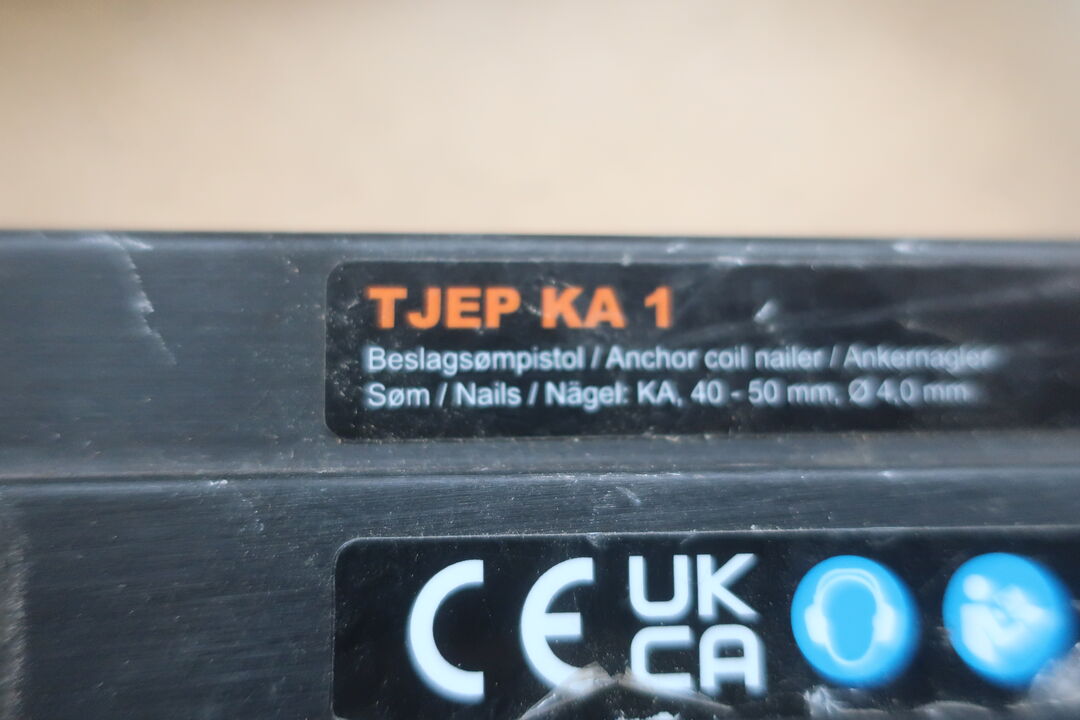 TJEP KA 1
Beslagsømpistol / Anchor coil nailer / Ankernagler
Søm / Nails / Nägel: KA, 40 - 50 mm, Ø 4,0 mm
CE UK
CA